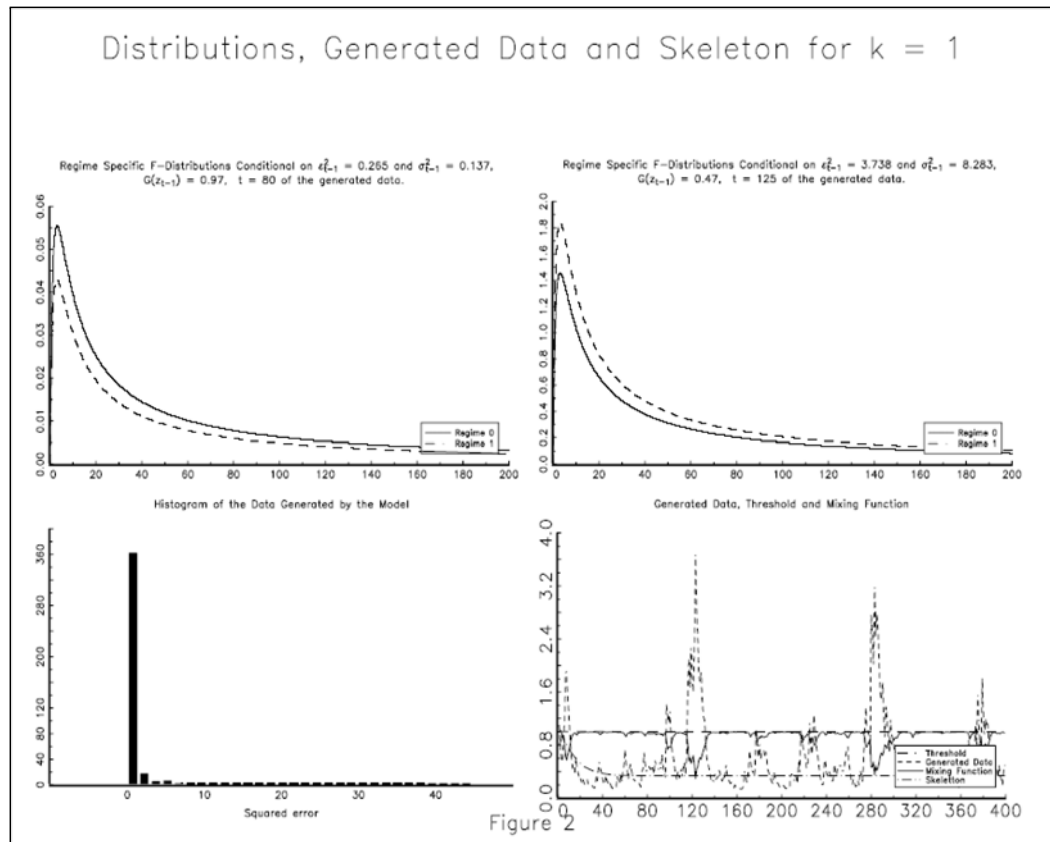 Distributions, Generated Data and Skeleton for k = 1
Regime Specific F-Distributions Conditional on ε²ₜ₋₁ = 0.265 and σ²ₜ₋₁ = 0.137,
G(zₜ₋₁) = 0.97, t = 80 of the generated data.
0.06
0.05
0.04
0.03
0.02
0.01
0.00
Regime 0
Regime 1
0 20 40 60 80 100 120 140 160 180 200
Regime Specific F-Distributions Conditional on ε²ₜ₋₁ = 3.738 and σ²ₜ₋₁ = 8.283,
G(zₜ₋₁) = 0.47, t = 125 of the generated data.
2.0
1.8
1.6
1.4
1.2
1.0
0.8
0.6
0.4
0.2
0.0
Regime 0
Regime 1
0 20 40 60 80 100 120 140 160 180 200
Histogram of the Data Generated by the Model
360
280
200
120
80
40
0
0 10 20 30 40
Squared error
Generated Data, Threshold and Mixing Function
4.0
3.2
2.4
1.6
0.8
0.0
Threshold
Generated Data
Mixing Function
Skeleton
0 40 80 120 160 200 240 280 320 360 400
Figure 2